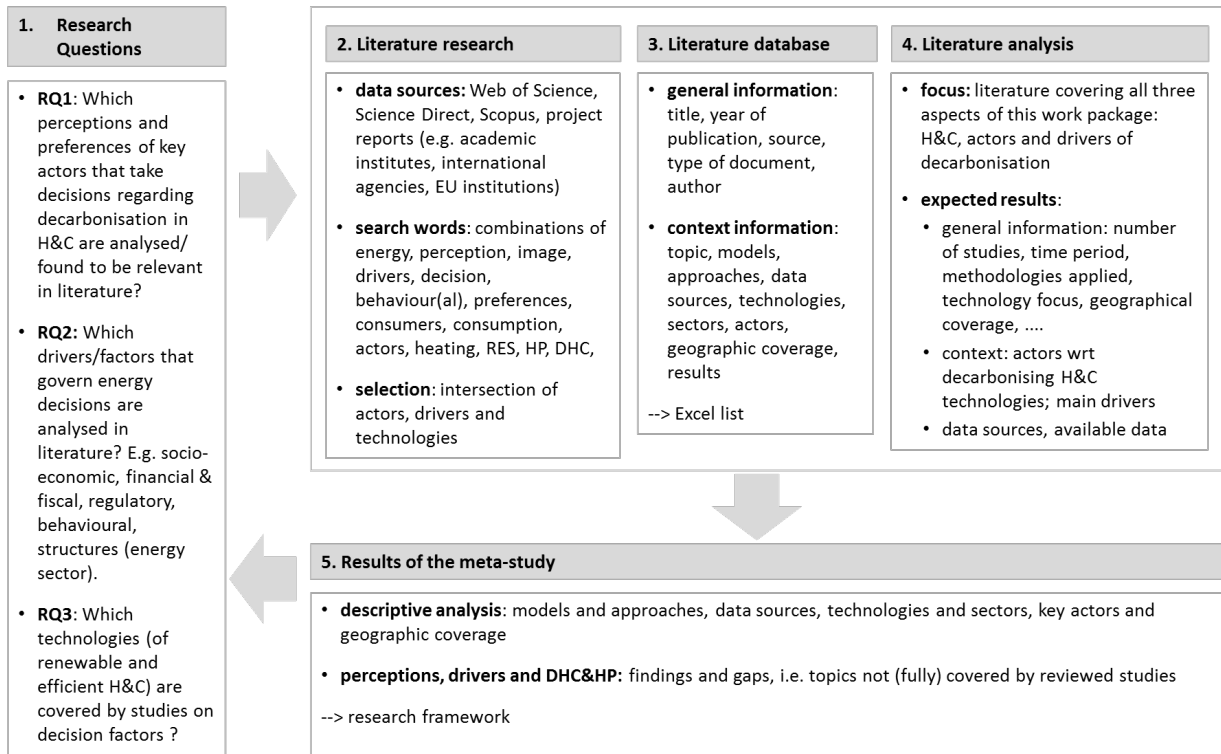 1. Research
Questions
• RQ1: Which
perceptions and
preferences of key
actors that take
decisions regarding
decarbonisation in
H&C are analysed/
found to be relevant
in literature?
• RQ2: Which
drivers/factors that
govern energy
decisions are
analysed in
literature? E.g. socio-
economic, financial &
fiscal, regulatory,
behavioural,
structures (energy
sector).
• RQ3: Which
technologies (of
renewable and
efficient H&C) are
covered by studies on
decision factors ?
2. Literature research
• data sources: Web of Science,
Science Direct, Scopus, project
reports (e.g. academic
institutes, international
agencies, EU institutions)
• search words: combinations of
energy, perception, image,
drivers, decision,
behaviour(al), preferences,
consumers, consumption,
actors, heating, RES, HP, DHC,
• selection: intersection of
actors, drivers and
technologies
3. Literature database
• general information:
title, year of
publication, source,
type of document,
author
• context information:
topic, models,
approaches, data
sources, technologies,
sectors, actors,
geographic coverage,
results
--> Excel list
4. Literature analysis
• focus: literature covering all three
aspects of this work package:
H&C, actors and drivers of
decarbonisation
• expected results:
• general information: number
of studies, time period,
methodologies applied,
technology focus, geographical
coverage, ....
• context: actors wrt
decarbonising H&C
technologies; main drivers
• data sources, available data
5. Results of the meta-study
• descriptive analysis: models and approaches, data sources, technologies and sectors, key actors and
geographic coverage
• perceptions, drivers and DHC&HP: findings and gaps, i.e. topics not (fully) covered by reviewed studies
--> research framework